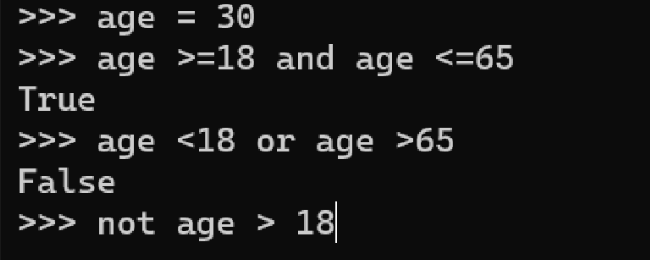 >>> age = 30
>>> age >=18 and age <=65
True
>>> age <18 or age >65
False
>>> not age > 18